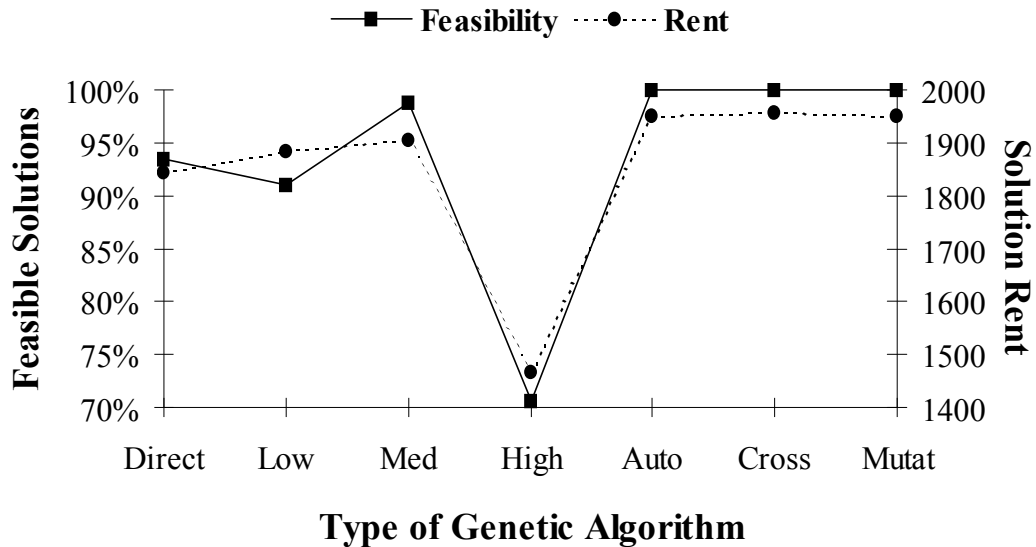 Feasibility Rent
Feasible Solutions
100%
95%
90%
85%
80%
75%
70%
2000
1900
1800
1700
1600
1500
1400
Solution Rent
Direct Low Med High Auto Cross Mutat
Type of Genetic Algorithm